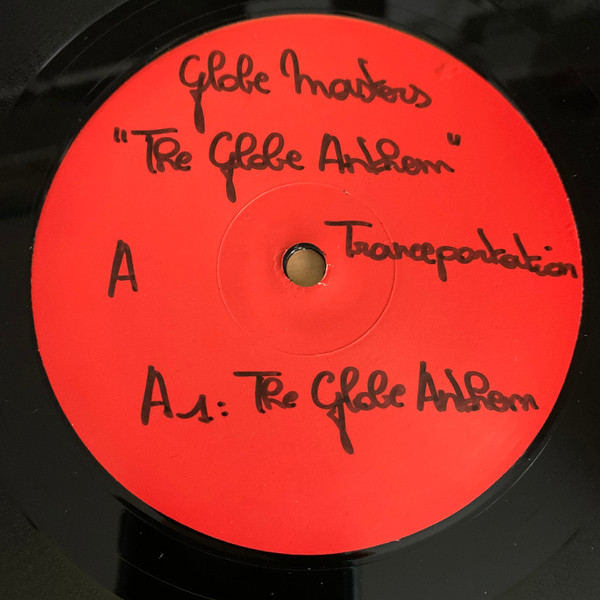 Globe Masters
"The Globe Anthem"
A
Tranceportation
A1: The Globe Anthem